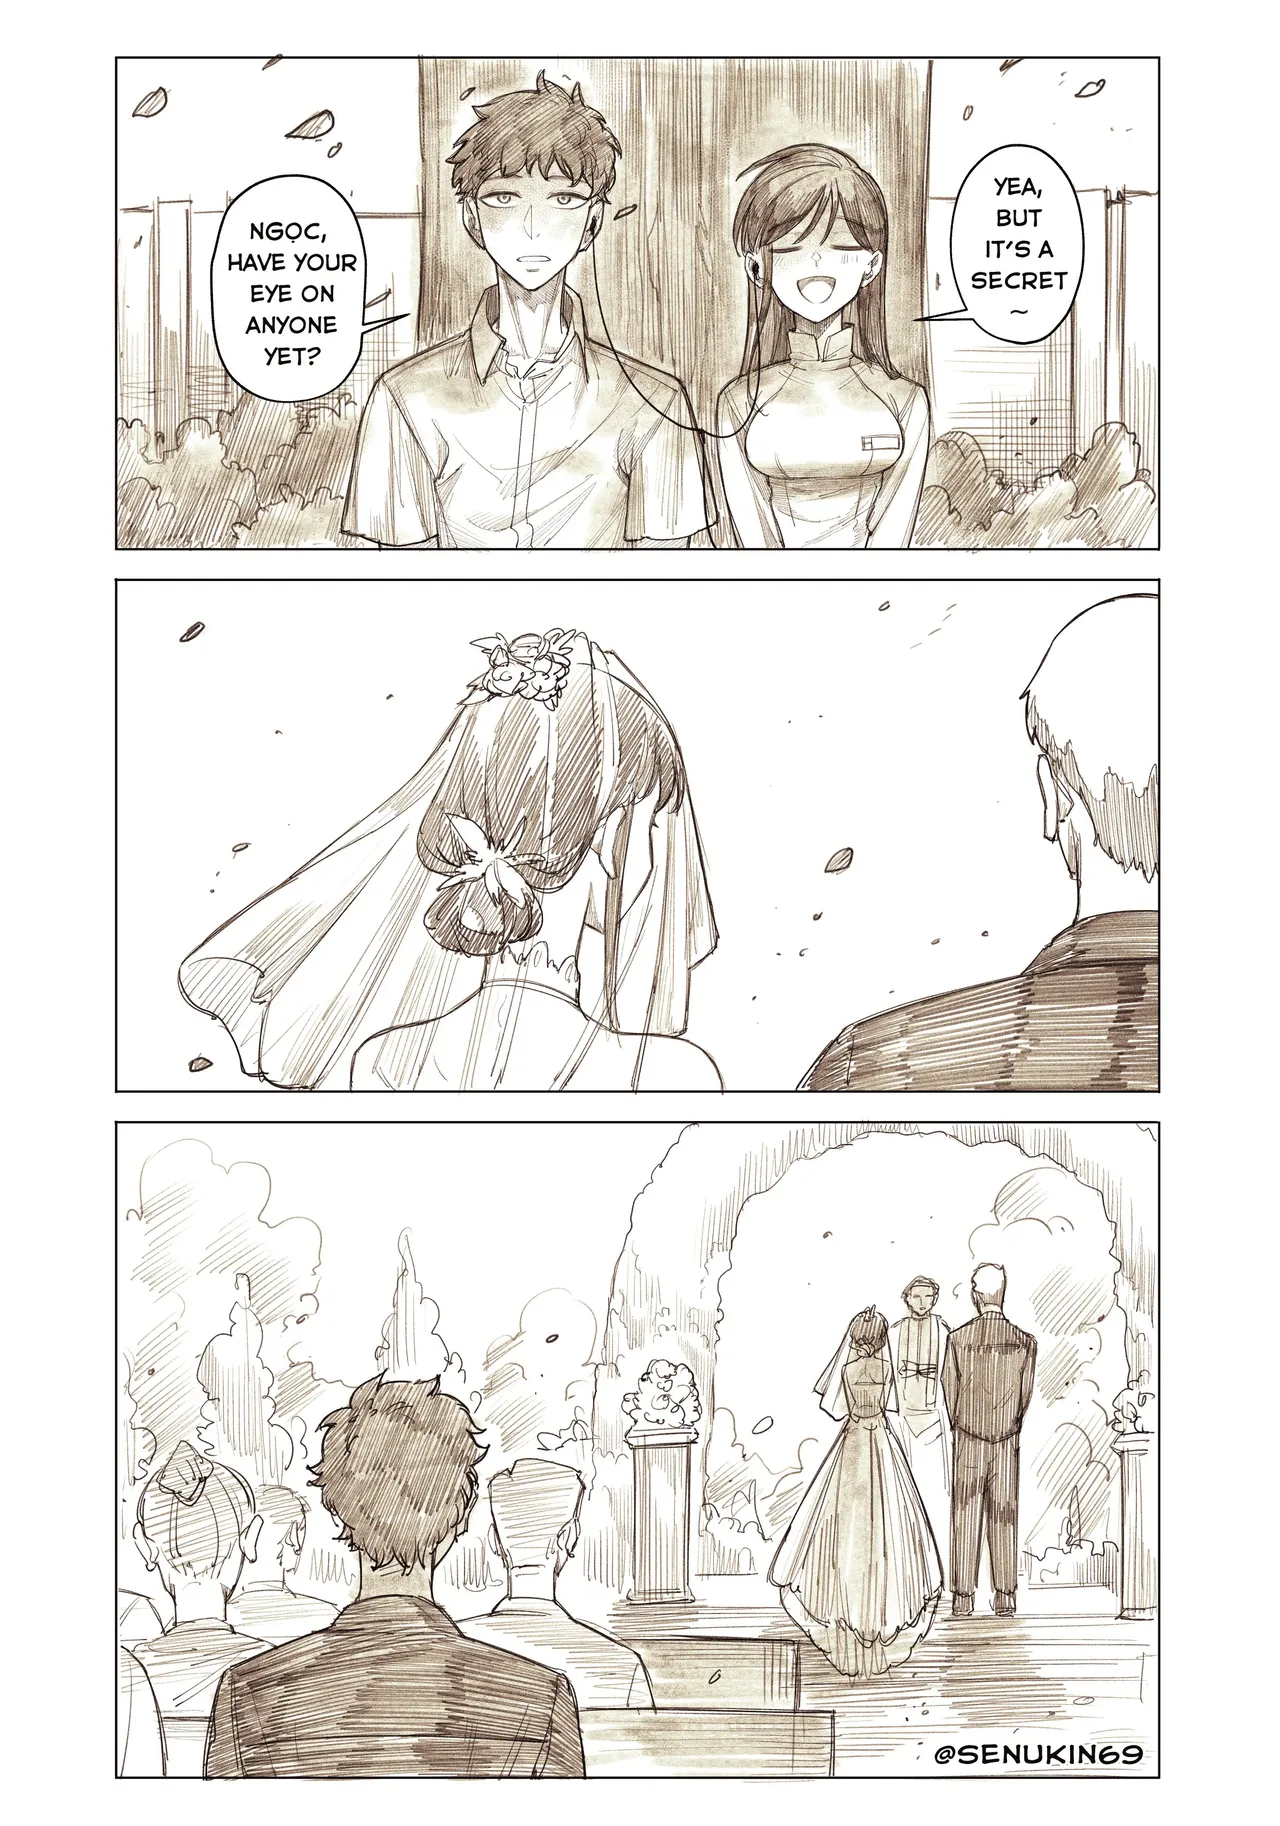 NGỌC,
HAVE YOUR
EYE ON
ANYONE
YET?
YEA,
BUT
IT'S A
SECRET
~
@SENUKIN69